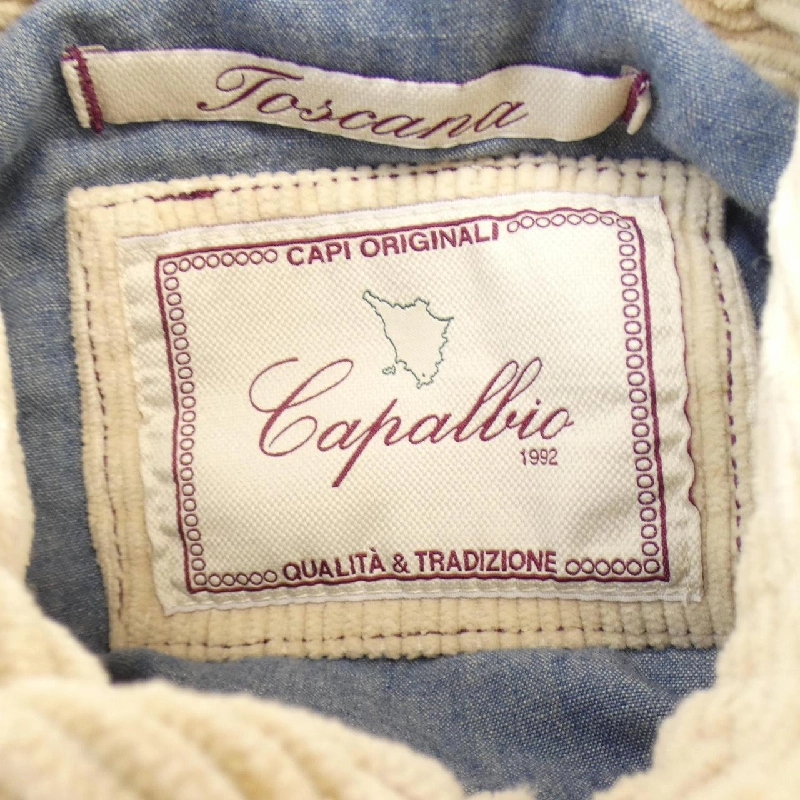 Toscana
CAPI ORIGINALI
Capalbio
1992
QUALITÀ & TRADIZIONE